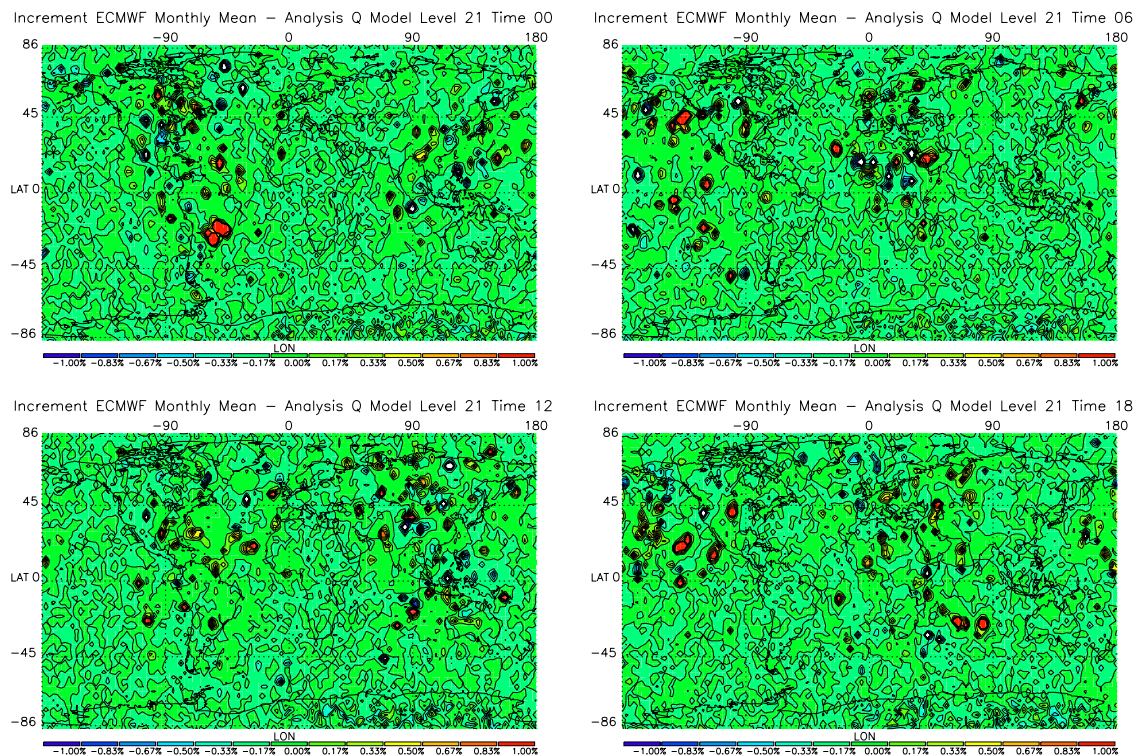 Increment ECMWF Monthly Mean − Analysis Q Model Level 21 Time 00
−90 0 90 180
86
45
LAT 0
−45
−86
LON
−1.00% −0.83% −0.67% −0.50% −0.33% −0.17% 0.00% 0.17% 0.33% 0.50% 0.67% 0.83% 1.00%
Increment ECMWF Monthly Mean − Analysis Q Model Level 21 Time 06
−90 0 90 180
86
45
LAT 0
−45
−86
LON
−1.00% −0.83% −0.67% −0.50% −0.33% −0.17% 0.00% 0.17% 0.33% 0.50% 0.67% 0.83% 1.00%
Increment ECMWF Monthly Mean − Analysis Q Model Level 21 Time 12
−90 0 90 180
86
45
LAT 0
−45
−86
LON
−1.00% −0.83% −0.67% −0.50% −0.33% −0.17% 0.00% 0.17% 0.33% 0.50% 0.67% 0.83% 1.00%
Increment ECMWF Monthly Mean − Analysis Q Model Level 21 Time 18
−90 0 90 180
86
45
LAT 0
−45
−86
LON
−1.00% −0.83% −0.67% −0.50% −0.33% −0.17% 0.00% 0.17% 0.33% 0.50% 0.67% 0.83% 1.00%